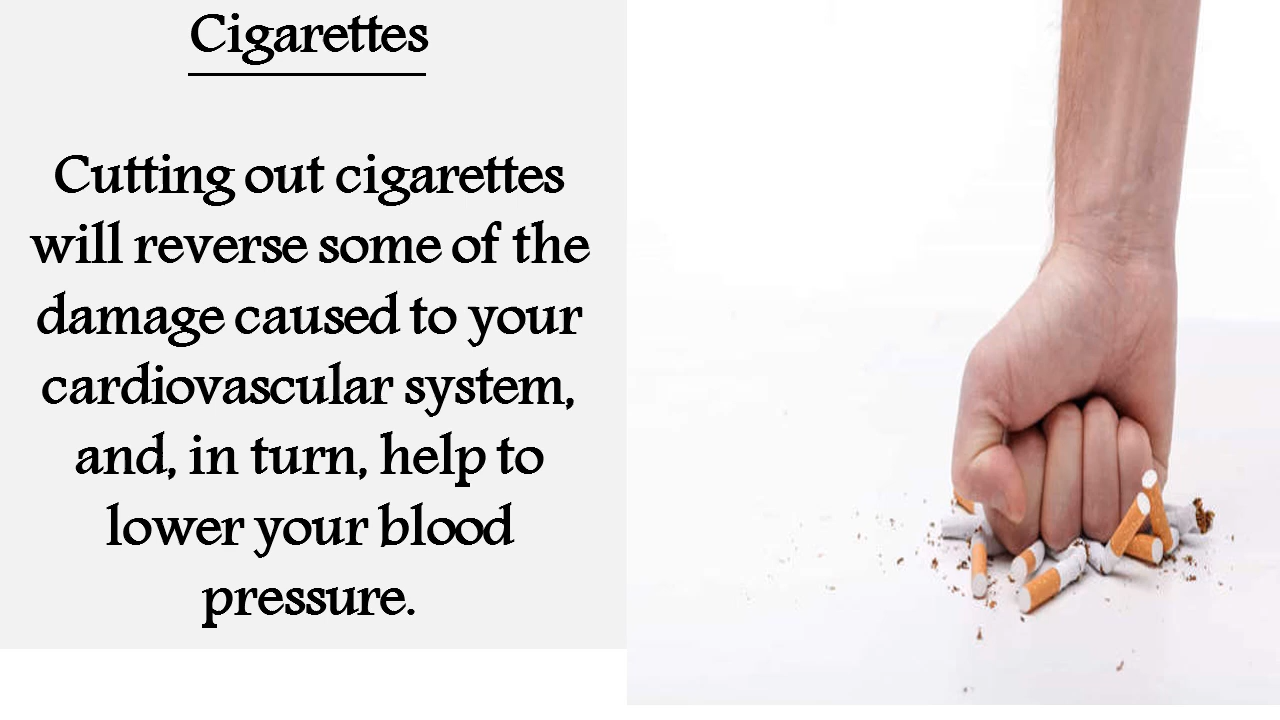 Cigarettes
Cutting out cigarettes
will reverse some of the
damage caused to your
cardiovascular system,
and, in turn, help to
lower your blood
pressure.